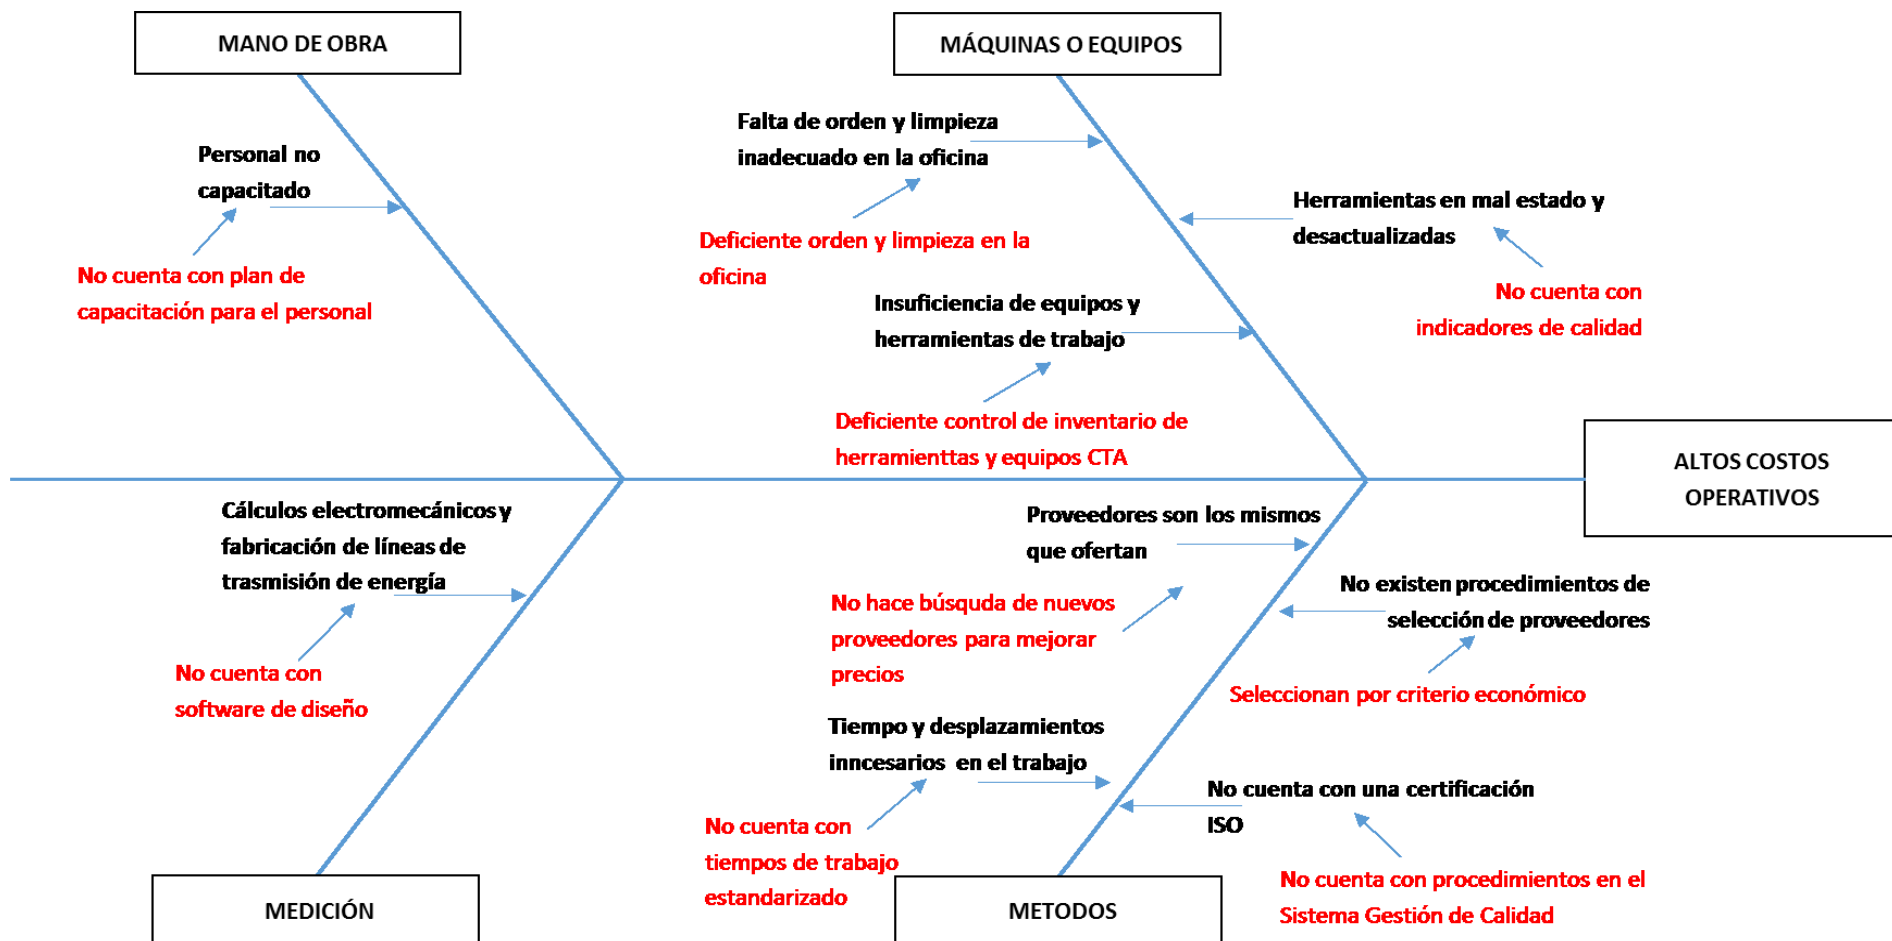 MANO DE OBRA
MÁQUINAS O EQUIPOS
Personal no
capacitado
No cuenta con plan de
capacitación para el personal
Falta de orden y limpieza
inadecuado en la oficina
Deficiente orden y limpieza en la
oficina
Herramientas en mal estado y
desactualizadas
No cuenta con
indicadores de calidad
Insuficiencia de equipos y
herramientas de trabajo
Deficiente control de inventario de
herramienttas y equipos CTA
ALTOS COSTOS
OPERATIVOS
Cálculos electromecánicos y
fabricación de líneas de
trasmisión de energía
No cuenta con
software de diseño
Proveedores son los mismos
que ofertan
No hace búsquda de nuevos
proveedores para mejorar
precios
No existen procedimientos de
selección de proveedores
Seleccionan por criterio económico
Tiempo y desplazamientos
inncesarios en el trabajo
No cuenta con
tiempos de trabajo
estandarizado
No cuenta con una certificación
ISO
No cuenta con procedimientos en el
Sistema Gestión de Calidad
MEDICIÓN
METODOS